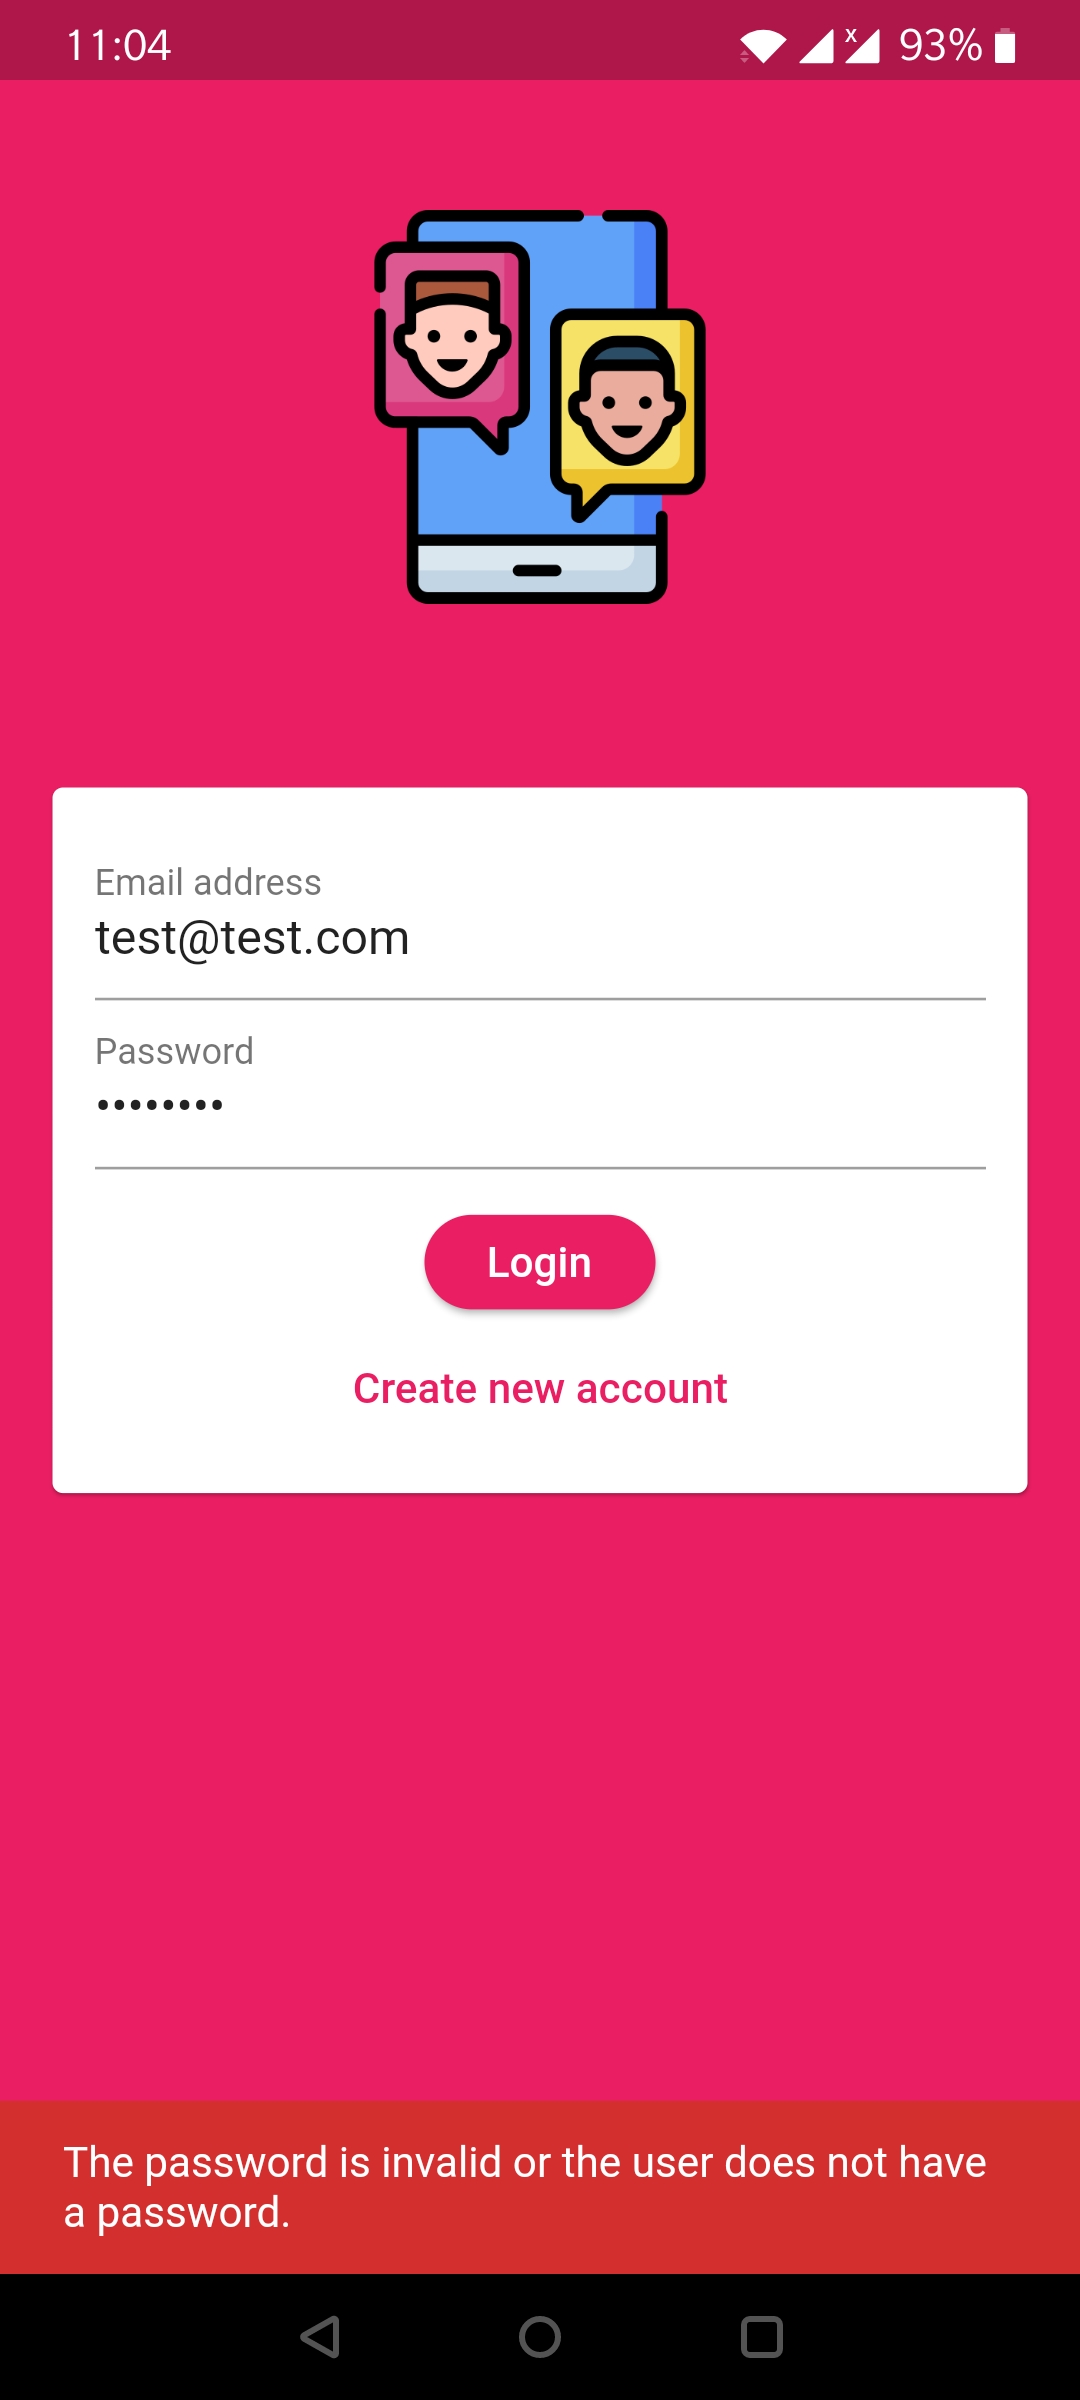 11:04
x 93%
Email address
test@test.com
Password
••••••••
Login
Create new account
The password is invalid or the user does not have
a password.